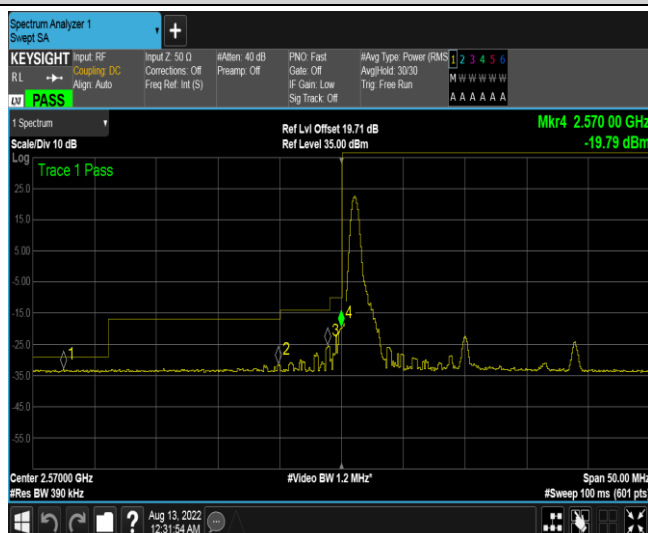 Spectrum Analyzer 1
Swept SA
+
KEYSIGHT
RL
LXI PASS
Input: RF
Coupling: DC
Align: Auto
Input Z: 50 Ω
Corrections: Off
Freq Ref: Int (S)
#Atten: 40 dB
Preamp: Off
PNO: Fast
Gate: Off
IF Gain: Low
Sig Track: Off
#Avg Type: Power (RMS
Avg|Hold: 30/30
Trig: Free Run
1 2 3 4 5 6
M W W W W W
A A A A A A
1 Spectrum
Scale/Div 10 dB
Ref Lvl Offset 19.71 dB
Ref Level 35.00 dBm
Mkr4 2.570 00 GHz
-19.79 dBm
Log
Trace 1 Pass
25.0
15.0
5.00
-5.00
-15.0
-25.0
-35.0
-45.0
-55.0
1
2
3
4
Center 2.57000 GHz
#Res BW 390 kHz
#Video BW 1.2 MHz*
Span 50.00 MHz
#Sweep 100 ms (601 pts)
?
Aug 13, 2022
12:31:54 AM